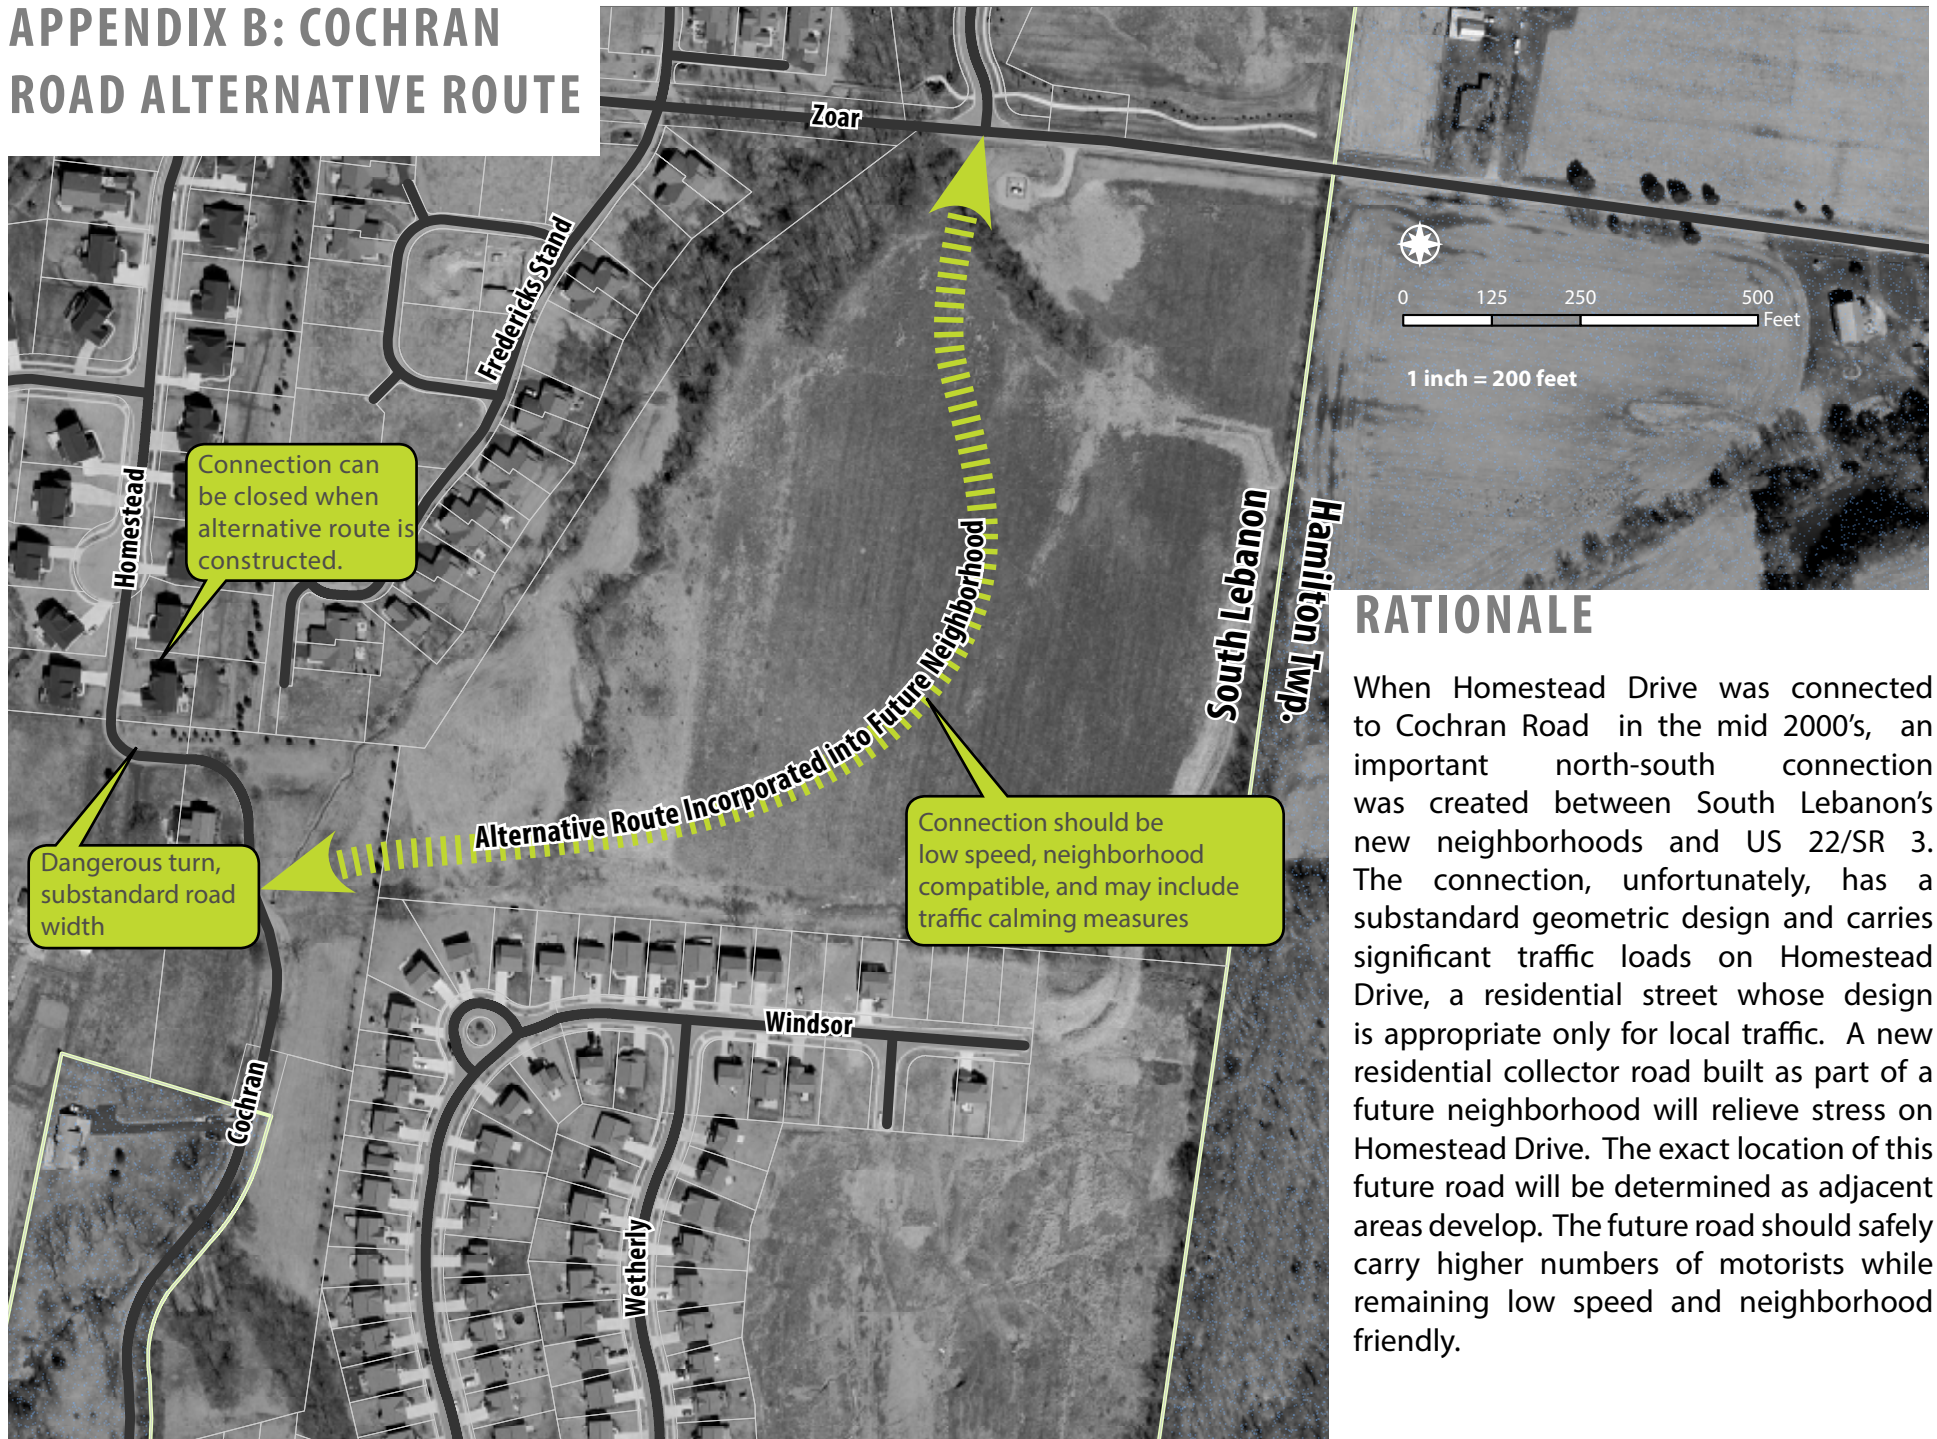 APPENDIX B: COCHRAN
ROAD ALTERNATIVE ROUTE
Zoar
Fredericks Stand
Homestead
Connection can
be closed when
alternative route is
constructed.
0 125 250 500
Feet
1 inch = 200 feet
South Lebanon
Hamilton Twp.
Alternative Route Incorporated into Future Neighborhood
Connection should be
low speed, neighborhood
compatible, and may include
traffic calming measures
Dangerous turn,
substandard road
width
Windsor
Cochran
Wetherly
RATIONALE
When Homestead Drive was connected
to Cochran Road in the mid 2000's, an
important north-south connection
was created between South Lebanon's
new neighborhoods and US 22/SR 3.
The connection, unfortunately, has a
substandard geometric design and carries
significant traffic loads on Homestead
Drive, a residential street whose design
is appropriate only for local traffic. A new
residential collector road built as part of a
future neighborhood will relieve stress on
Homestead Drive. The exact location of this
future road will be determined as adjacent
areas develop. The future road should safely
carry higher numbers of motorists while
remaining low speed and neighborhood
friendly.